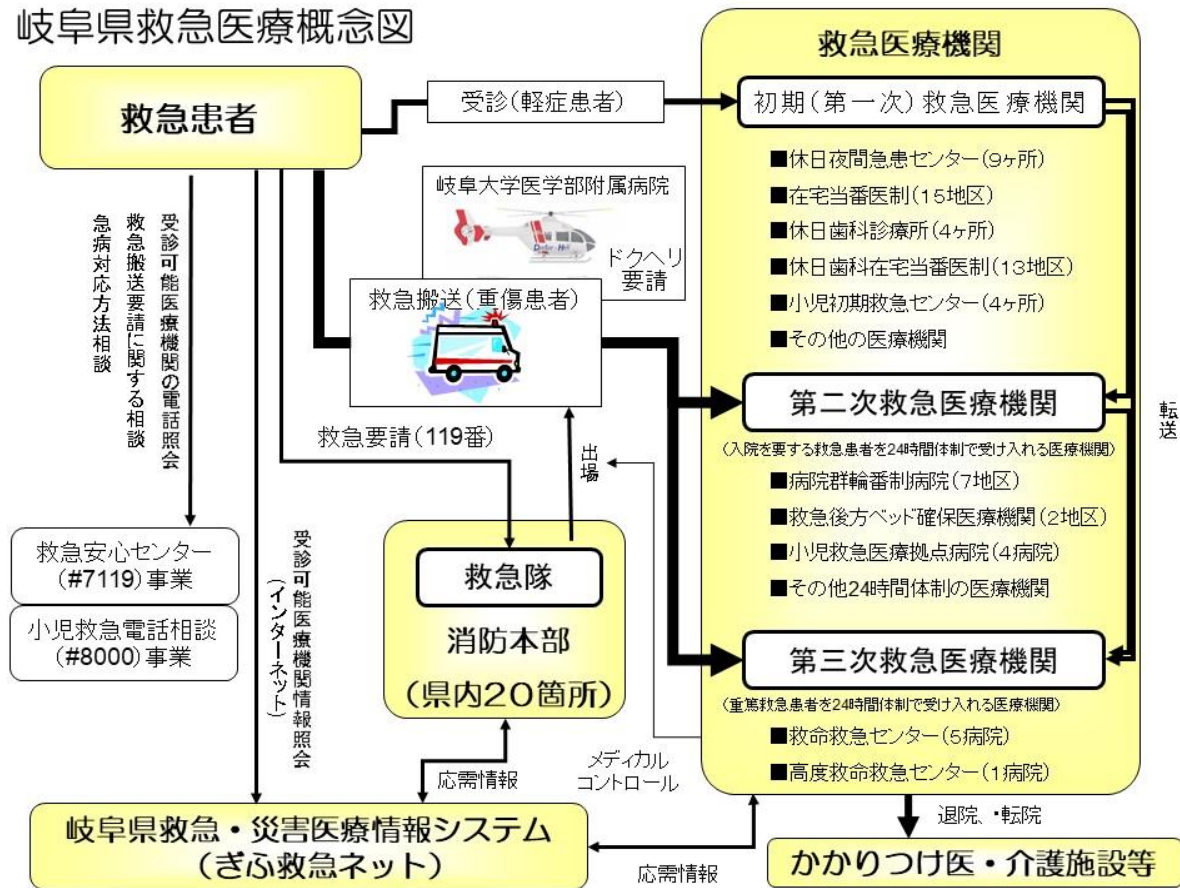 岐阜県救急医療概念図
救急患者
受診(軽症患者)
岐阜大学医学部附属病院
ドクヘリ
要請
救急搬送(重傷患者)
救急要請(119番)
出場
受診可能医療機関の電話照会
救急搬送要請に関する相談
急病対応方法相談
救急安心センター
(#7119)事業
小児救急電話相談
(#8000)事業
受診可能医療機関情報照会
(インターネット)
救急隊
消防本部
(県内20箇所)
応需情報
メディカル
コントロール
岐阜県救急・災害医療情報システム
(ぎふ救急ネット)
応需情報
救急医療機関
初期(第一次)救急医療機関
■休日夜間急患センター(9ヶ所)
■在宅当番医制(15地区)
■休日歯科診療所(4ヶ所)
■休日歯科在宅当番医制(13地区)
■小児初期救急センター(4ヶ所)
■その他の医療機関
第二次救急医療機関
(入院を要する救急患者を24時間体制で受け入れる医療機関)
■病院群輪番制病院(7地区)
■救急後方ベッド確保医療機関(2地区)
■小児救急医療拠点病院(4病院)
■その他24時間体制の医療機関
第三次救急医療機関
(重篤救急患者を24時間体制で受け入れる医療機関)
■救命救急センター(5病院)
■高度救命救急センター(1病院)
転送
退院、・転院
かかりつけ医・介護施設等